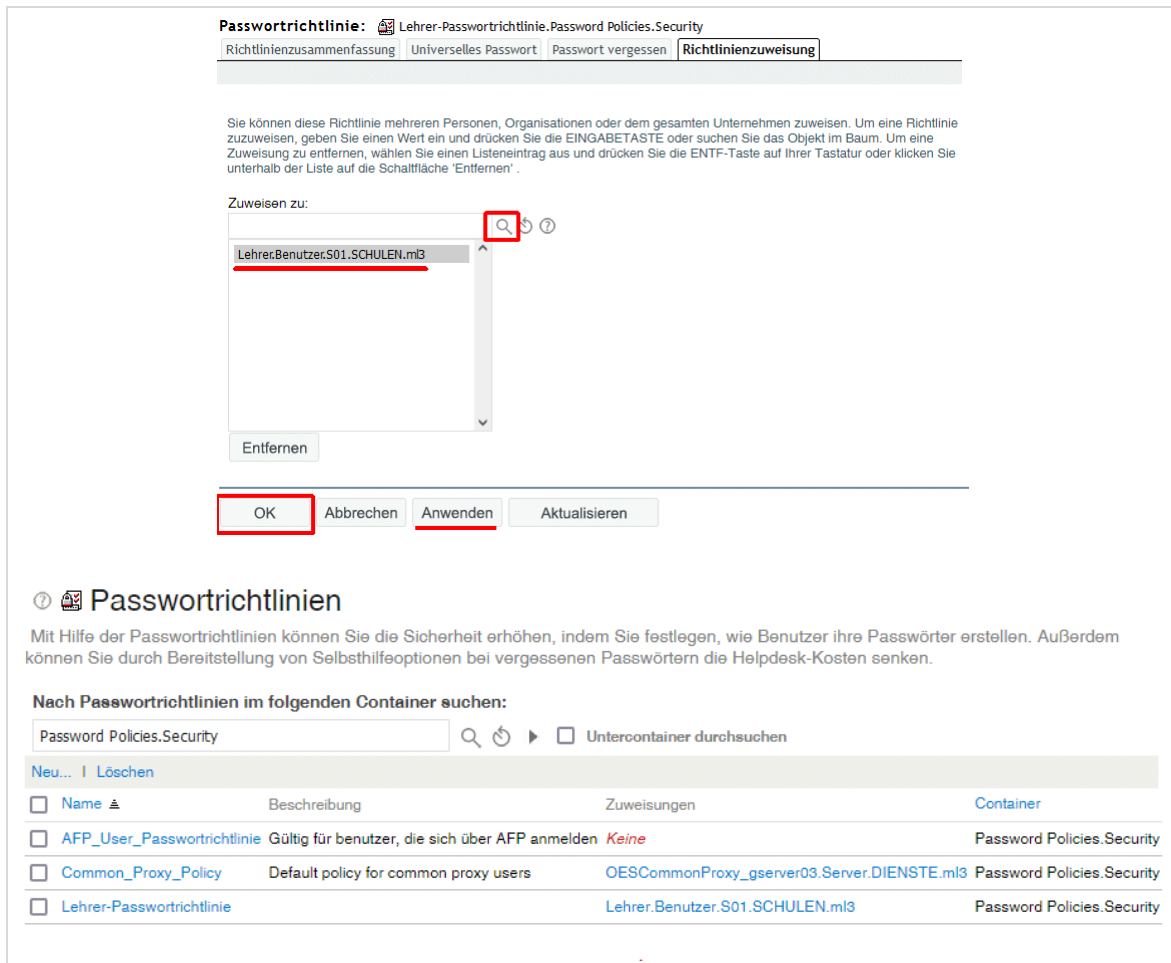 Passwortrichtlinie: Lehrer-Passwortrichtlinie.Password Policies.Security
Richtlinienzusammenfassung Universelles Passwort Passwort vergessen Richtlinienzuweisung
Sie können diese Richtlinie mehreren Personen, Organisationen oder dem gesamten Unternehmen zuweisen. Um eine Richtlinie
zuzuweisen, geben Sie einen Wert ein und drücken Sie die EINGABETASTE oder suchen Sie das Objekt im Baum. Um eine
Zuweisung zu entfernen, wählen Sie einen Listeneintrag aus und drücken Sie die ENTF-Taste auf Ihrer Tastatur oder klicken Sie
unterhalb der Liste auf die Schaltfläche 'Entfernen' .
Zuweisen zu:
Lehrer.Benutzer.S01.SCHULEN.ml3
Entfernen
OK Abbrechen Anwenden Aktualisieren
Passwortrichtlinien
Mit Hilfe der Passwortrichtlinien können Sie die Sicherheit erhöhen, indem Sie festlegen, wie Benutzer ihre Passwörter erstellen. Außerdem
können Sie durch Bereitstellung von Selbsthilfeoptionen bei vergessenen Passwörtern die Helpdesk-Kosten senken.
Nach Passwortrichtlinien im folgenden Container suchen:
Password Policies.Security Untercontainer durchsuchen
Neu... | Löschen
Name Beschreibung Zuweisungen Container
AFP_User_Passwortrichtlinie Gültig für benutzer, die sich über AFP anmelden Keine Password Policies.Security
Common_Proxy_Policy Default policy for common proxy users OESCommonProxy_gserver03.Server.DIENSTE.ml3 Password Policies.Security
Lehrer-Passwortrichtlinie Lehrer.Benutzer.S01.SCHULEN.ml3 Password Policies.Security